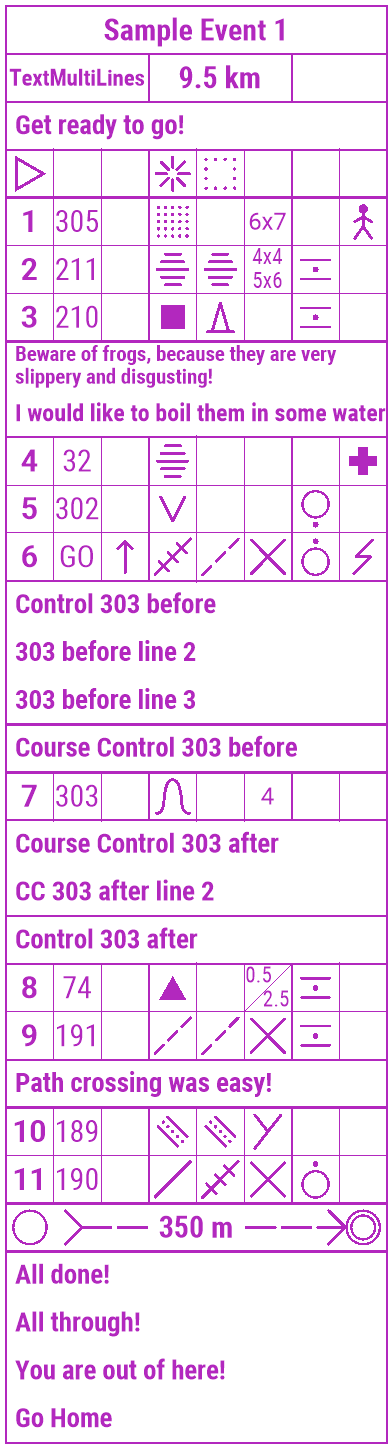 Sample Event 1
TextMultiLines 9.5 km
Get ready to go!
1 305 6x7
2 211 4x4 5x6
3 210
Beware of frogs, because they are very
slippery and disgusting!
I would like to boil them in some water
4 32
5 302
6 GO
Control 303 before
303 before line 2
303 before line 3
Course Control 303 before
7 303 4
Course Control 303 after
CC 303 after line 2
Control 303 after
8 74 0.5 2.5
9 191
Path crossing was easy!
10 189
11 190
350 m
All done!
All through!
You are out of here!
Go Home